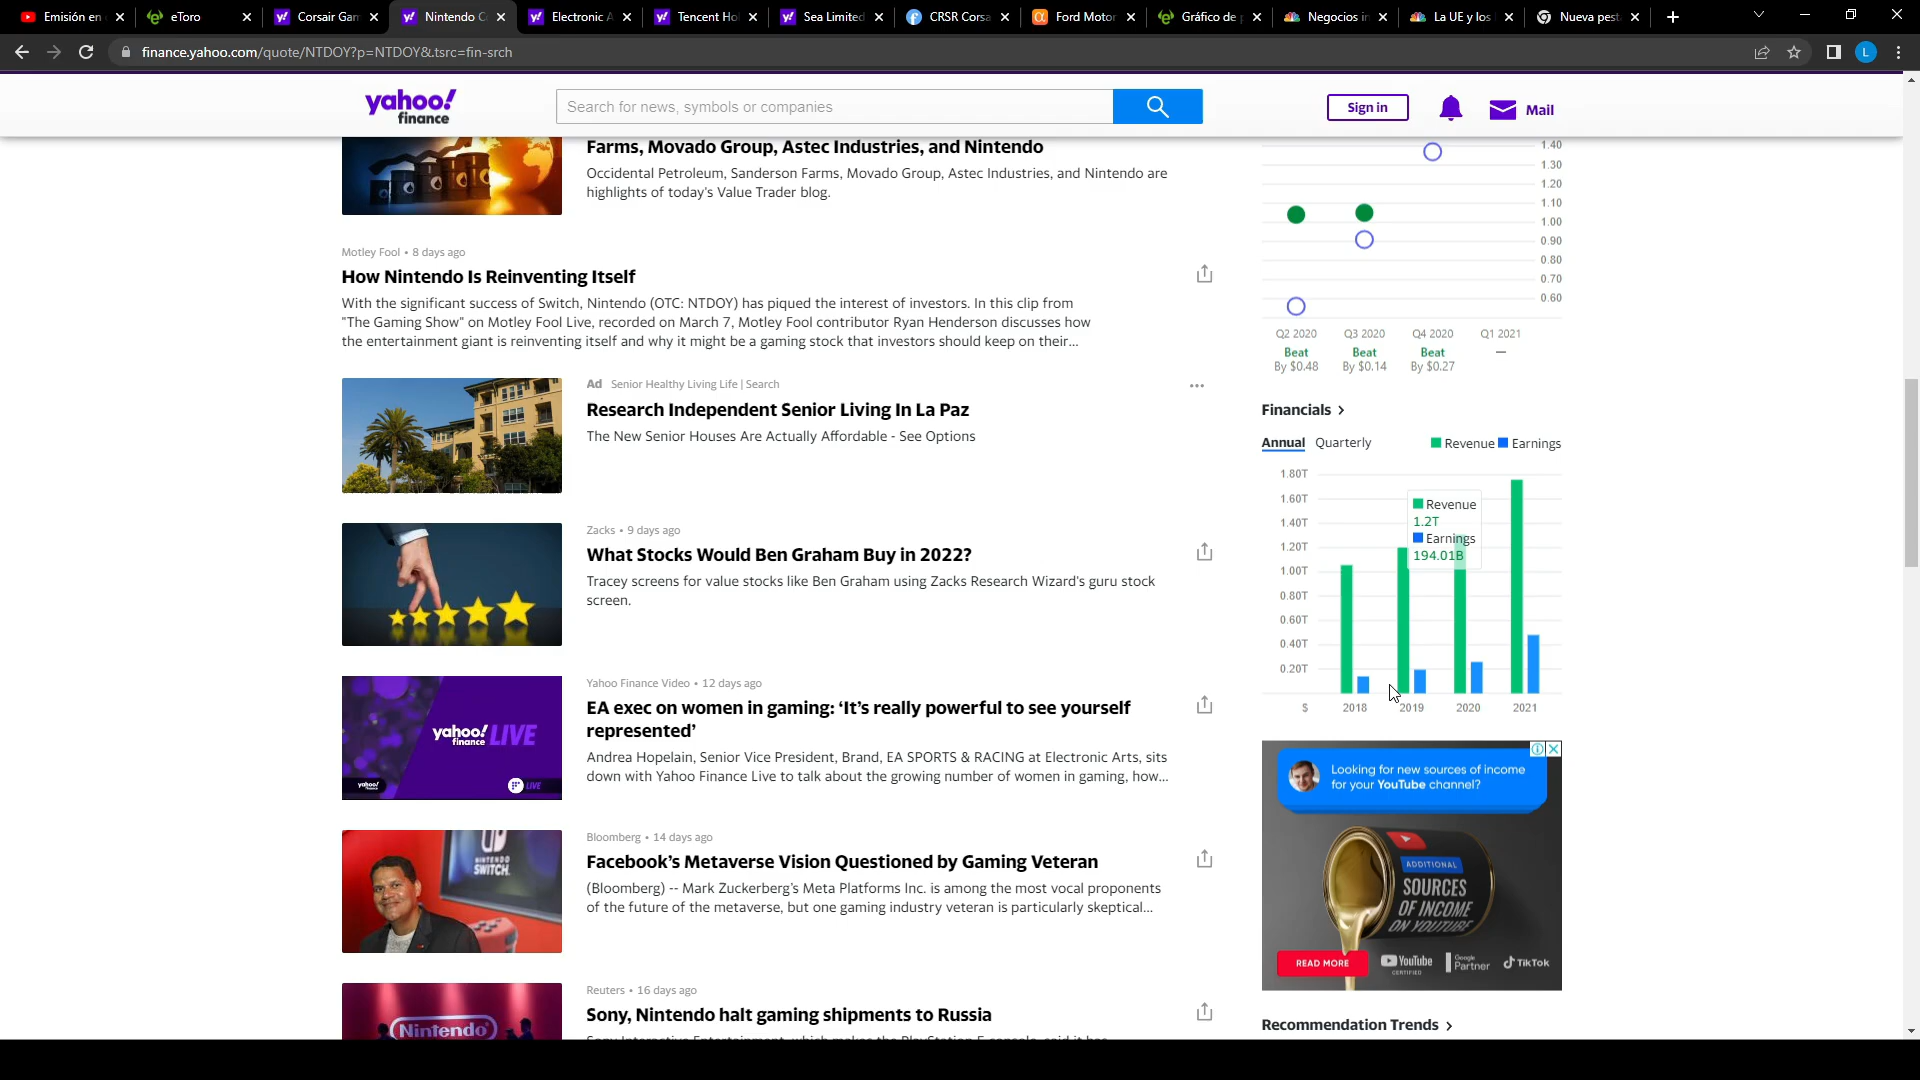 Emisión en
eToro
Corsair Gam
Nintendo C
Electronic A
Tencent Hol
Sea Limited
CRSR Corsa
Ford Motor
Gráfico de p
Negocios in
La UE y los
Nueva pest
finance.yahoo.com/quote/NTDOY?p=NTDOY&.tsrc=fin-srch
L
yahoo!
finance
Search for news, symbols or companies
Sign in
Mail
Farms, Movado Group, Astec Industries, and Nintendo
Occidental Petroleum, Sanderson Farms, Movado Group, Astec Industries, and Nintendo are
highlights of today's Value Trader blog.
Motley Fool • 8 days ago
How Nintendo Is Reinventing Itself
With the significant success of Switch, Nintendo (OTC: NTDOY) has piqued the interest of investors. In this clip from
"The Gaming Show" on Motley Fool Live, recorded on March 7, Motley Fool contributor Ryan Henderson discusses how
the entertainment giant is reinventing itself and why it might be a gaming stock that investors should keep on their...
Ad Senior Healthy Living Life | Search
Research Independent Senior Living In La Paz
The New Senior Houses Are Actually Affordable - See Options
Zacks • 9 days ago
What Stocks Would Ben Graham Buy in 2022?
Tracey screens for value stocks like Ben Graham using Zacks Research Wizard's guru stock
screen.
yahoo!
finance LIVE
yahoo!
finance
LIVE
Yahoo Finance Video • 12 days ago
EA exec on women in gaming: ‘It’s really powerful to see yourself
represented’
Andrea Hopelain, Senior Vice President, Brand, EA SPORTS & RACING at Electronic Arts, sits
down with Yahoo Finance Live to talk about the growing number of women in gaming, how...
NINTENDO
SWITCH.
Bloomberg • 14 days ago
Facebook’s Metaverse Vision Questioned by Gaming Veteran
(Bloomberg) -- Mark Zuckerberg’s Meta Platforms Inc. is among the most vocal proponents
of the future of the metaverse, but one gaming industry veteran is particularly skeptical...
Nintendo
Reuters • 16 days ago
Sony, Nintendo halt gaming shipments to Russia
1.40
1.30
1.20
1.10
1.00
0.90
0.80
0.70
0.60
Q2 2020 Q3 2020 Q4 2020 Q1 2021
Beat Beat Beat —
By $0.48 By $0.14 By $0.27
Financials
Annual Quarterly Revenue Earnings
1.80T
1.60T
1.40T
1.20T
1.00T
0.80T
0.60T
0.40T
0.20T
Revenue
1.2T
Earnings
194.01B
$ 2018 2019 2020 2021
Looking for new sources of income
for your YouTube channel?
ADDITIONAL
SOURCES
OF INCOME
ON YOUTUBE
READ MORE
YouTube
CERTIFIED
Google
Partner
TikTok
Recommendation Trends